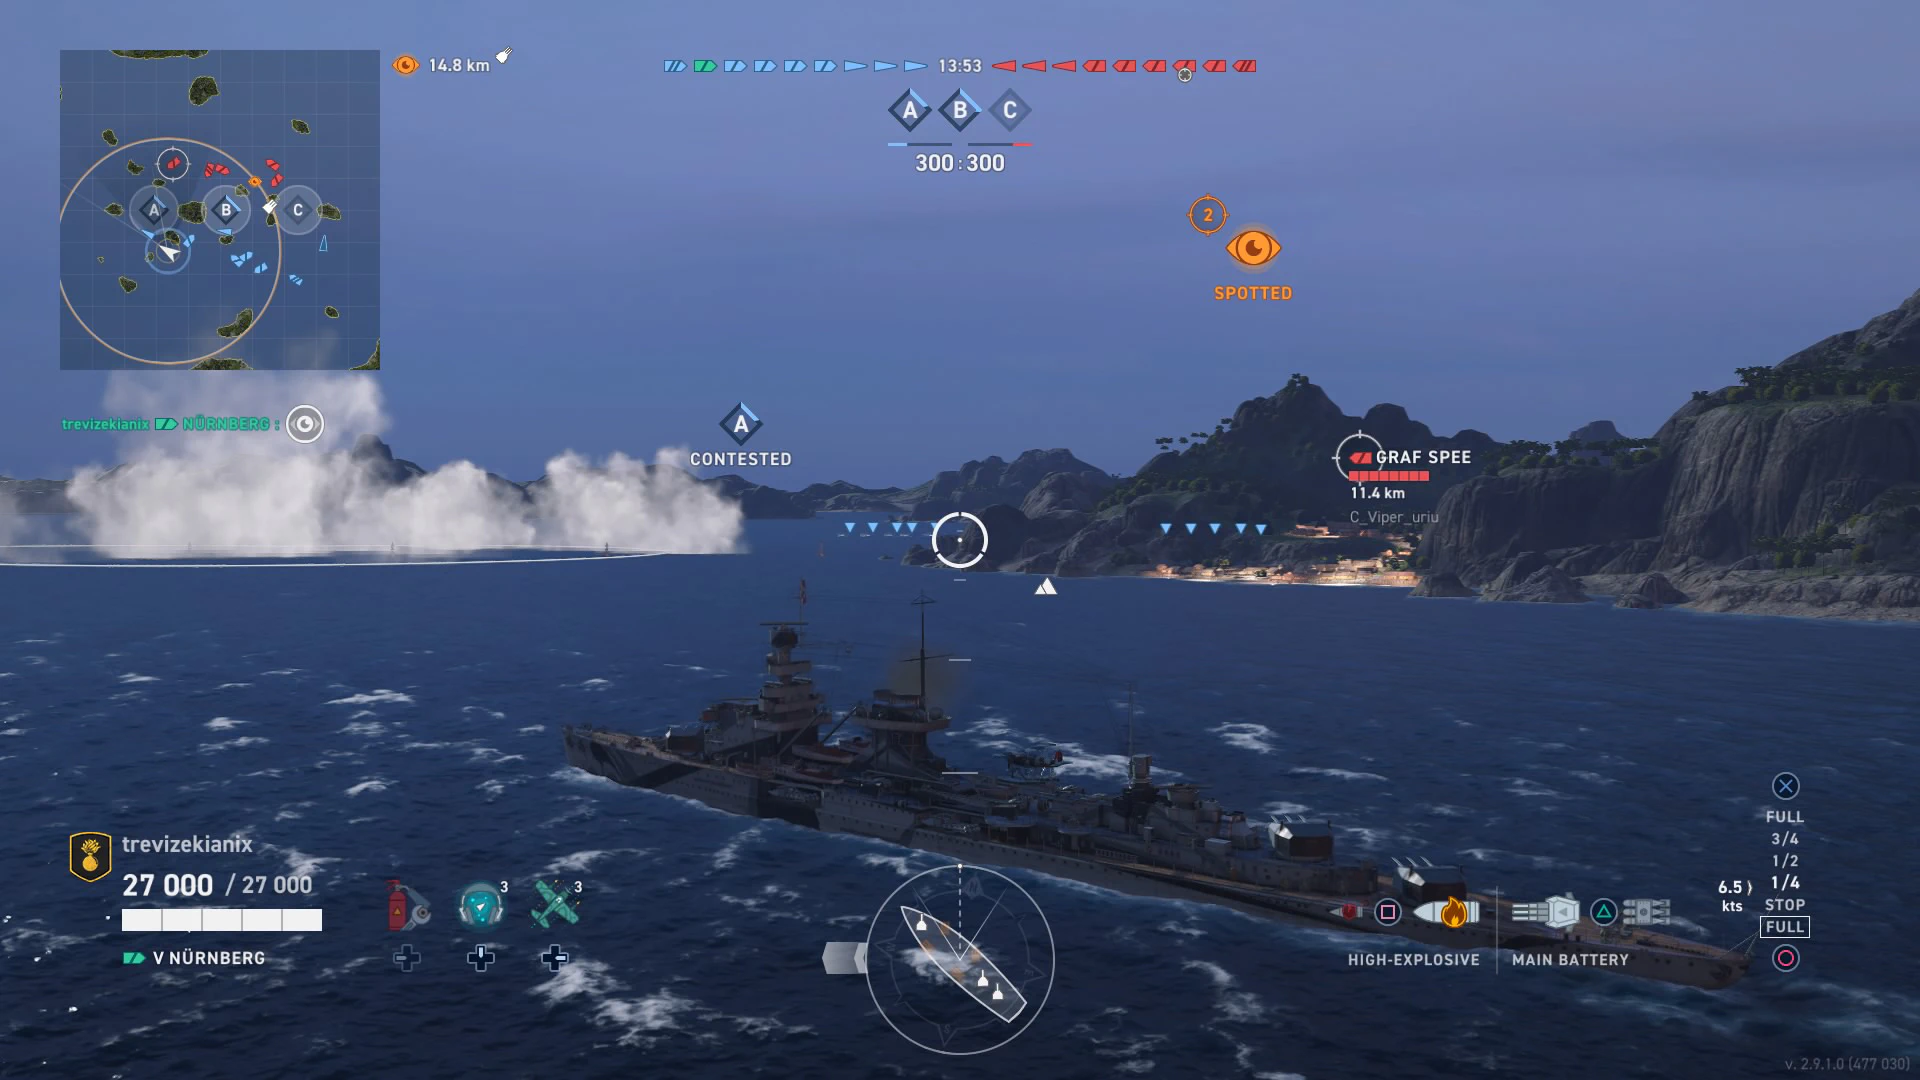 14.8 km
13:53
A B C
300 : 300
A B C
2
SPOTTED
trevizekianix NÜRNBERG :
A
CONTESTED
GRAF SPEE
11.4 km
C_Viper_uriu
trevizekianix
27 000 / 27 000
V NÜRNBERG
3
3
FULL
3/4
1/2
1/4
STOP
FULL
6.5
kts
HIGH-EXPLOSIVE
MAIN BATTERY
v. 2.9.1.0 (477 030)